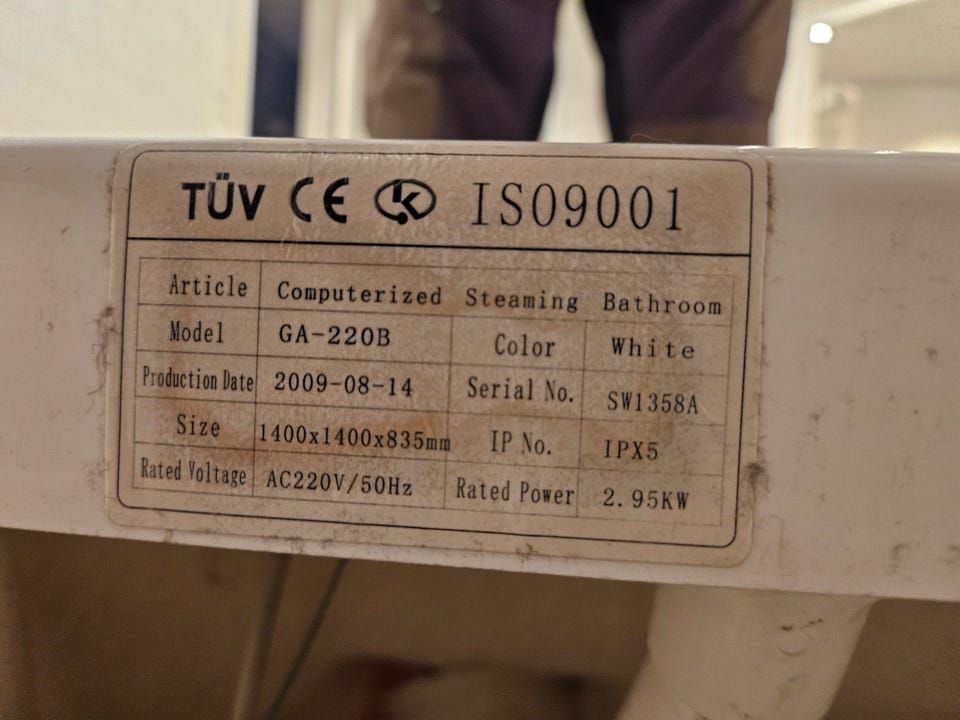 TÜV CE K ISO9001
Article Computerized Steaming Bathroom
Model GA-220B Color White
Production Date 2009-08-14 Serial No. SW1358A
Size 1400x1400x835mm IP No. IPX5
Rated Voltage AC220V/50Hz Rated Power 2.95KW